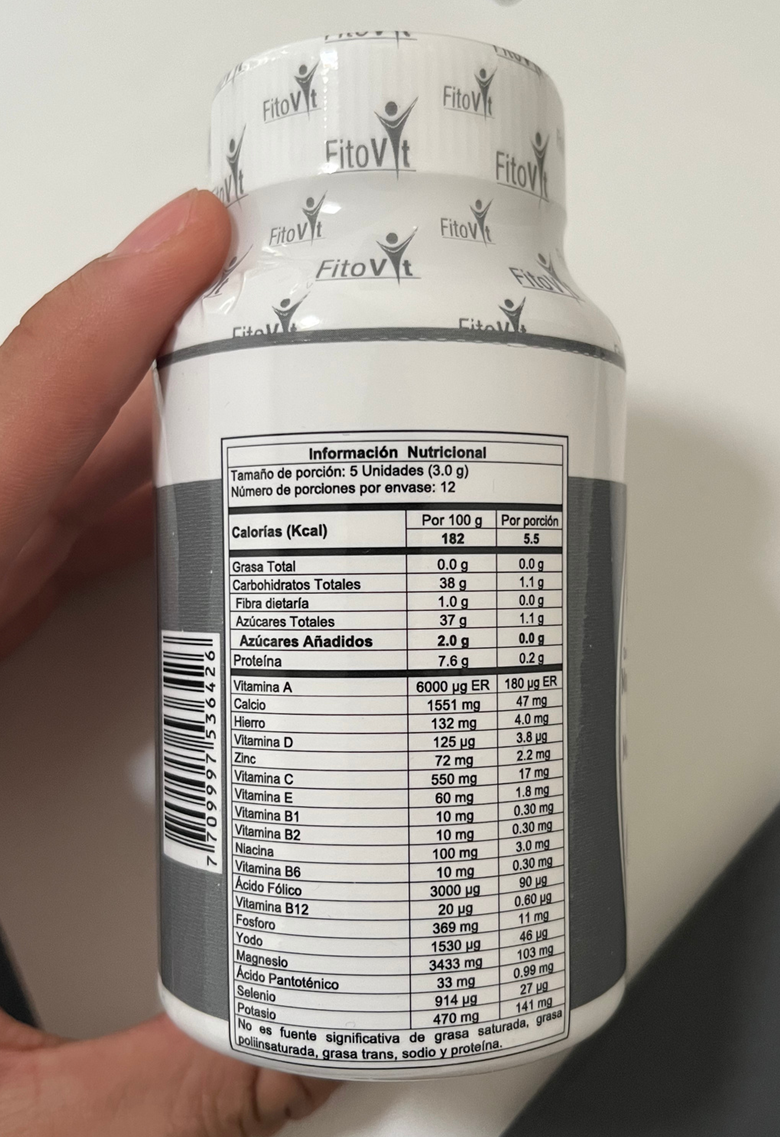 FitoVit
FitoVit
FitoVit
FitoVit
FitoVit
FitoVit
FitoVit
FitoVit
FitoVit
FitoVit
Información Nutricional
Tamaño de porción: 5 Unidades (3.0 g)
Número de porciones por envase: 12
Calorías (Kcal) Por 100 g Por porción
182 5.5
Grasa Total 0.0 g 0.0 g
Carbohidratos Totales 38 g 1.1 g
Fibra dietaría 1.0 g 0.0 g
Azúcares Totales 37 g 1.1 g
Azúcares Añadidos 2.0 g 0.0 g
Proteína 7.6 g 0.2 g
Vitamina A 6000 µg ER 180 µg ER
Calcio 1551 mg 47 mg
Hierro 132 mg 4.0 mg
Vitamina D 125 µg 3.8 µg
Zinc 72 mg 2.2 mg
Vitamina C 550 mg 17 mg
Vitamina E 60 mg 1.8 mg
Vitamina B1 10 mg 0.30 mg
Vitamina B2 10 mg 0.30 mg
Niacina 100 mg 3.0 mg
Vitamina B6 10 mg 0.30 mg
Ácido Fólico 3000 µg 90 µg
Vitamina B12 20 µg 0.60 µg
Fosforo 369 mg 11 mg
Yodo 1530 µg 46 µg
Magnesio 3433 mg 103 mg
Ácido Pantoténico 33 mg 0.99 mg
Selenio 914 µg 27 µg
Potasio 470 mg 141 mg
No es fuente significativa de grasa saturada, grasa
poliinsaturada, grasa trans, sodio y proteína.
7 709997 536426